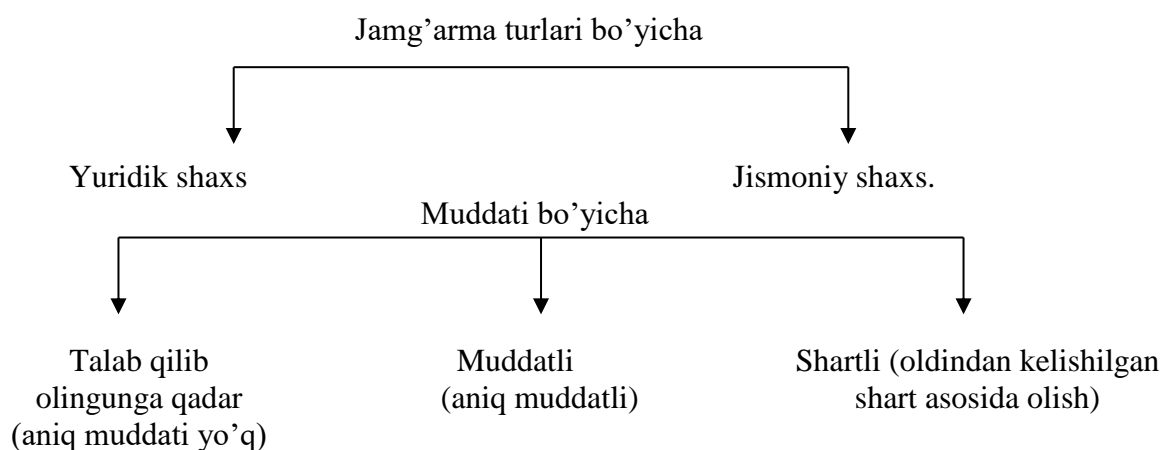 Jamg’arma turlari bo’yicha
Yuridik shaxs
Jismoniy shaxs.
Muddati bo’yicha
Talab qilib
olingunga qadar
(aniq muddati yo’q)
Muddatli
(aniq muddatli)
Shartli (oldindan kelishilgan
shart asosida olish)